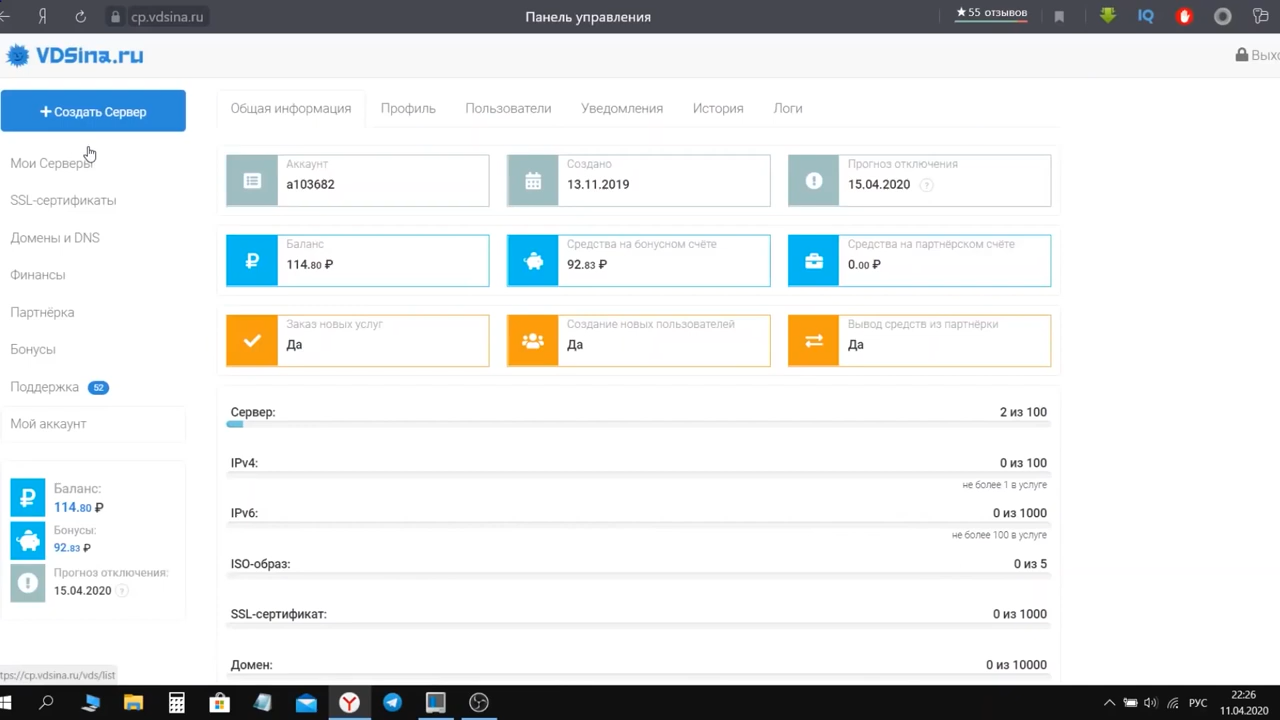 cp.vdsina.ru
Панель управления
★55 отзывов
VDSina.ru
Создать Сервер
Мои Серверы
SSL-сертификаты
Домены и DNS
Финансы
Партнёрка
Бонусы
Поддержка 52
Мой аккаунт
Баланс:
114.80 ₽
Бонусы:
92.83 ₽
Прогноз отключения:
15.04.2020 ?
Общая информация
Профиль
Пользователи
Уведомления
История
Логи
Аккаунт
a103682
Создано
13.11.2019
Прогноз отключения
15.04.2020 ?
Баланс
114.80 ₽
Средства на бонусном счёте
92.83 ₽
Средства на партнёрском счёте
0.00 ₽
Заказ новых услуг
Да
Создание новых пользователей
Да
Вывод средств из партнёрки
Да
Сервер: 2 из 100
IPv4: 0 из 100
не более 1 в услуге
IPv6: 0 из 1000
не более 100 в услуге
ISO-образ: 0 из 5
SSL-сертификат: 0 из 1000
Домен: 0 из 10000
ttps://cp.vdsina.ru/vds/list
РУС
22:26
11.04.2020